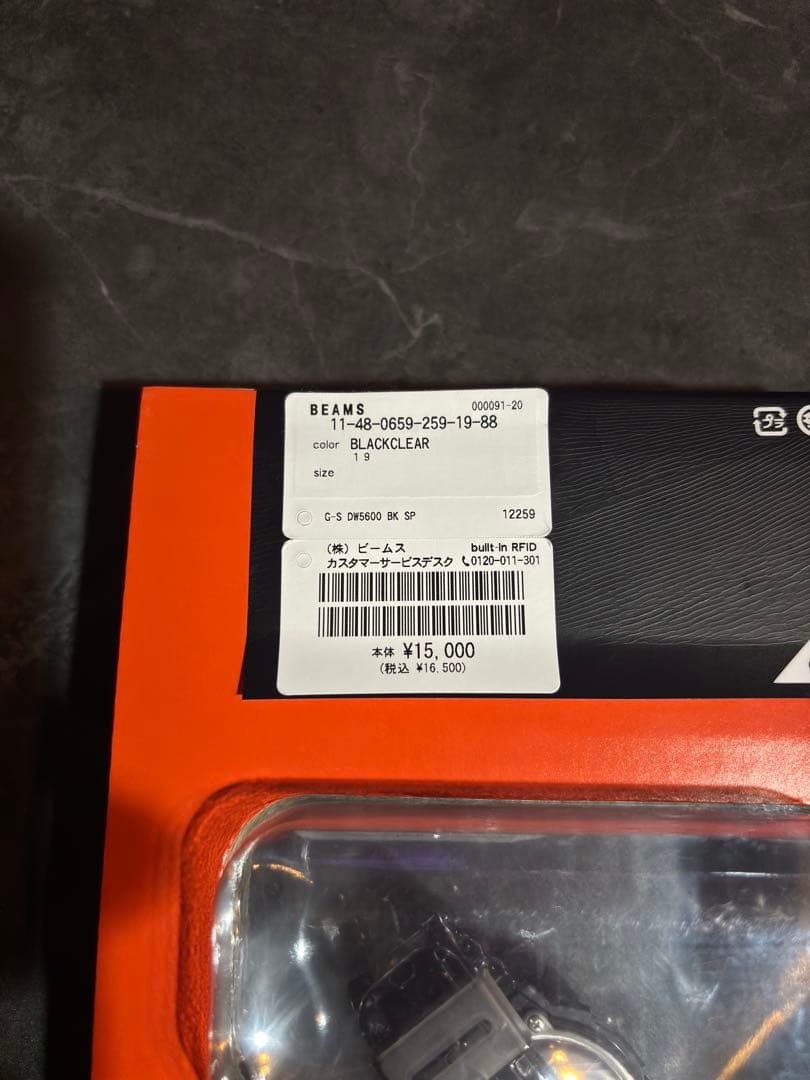 BEAMS 000091-20
11-48-0659-259-19-88
color BLACKCLEAR
19
size
G-S DW5600 BK SP 12259
(株) ビームス built-in RFID
カスタマーサービスデスク 0120-011-301
本体 ¥15,000
(税込 ¥16,500)
プラ